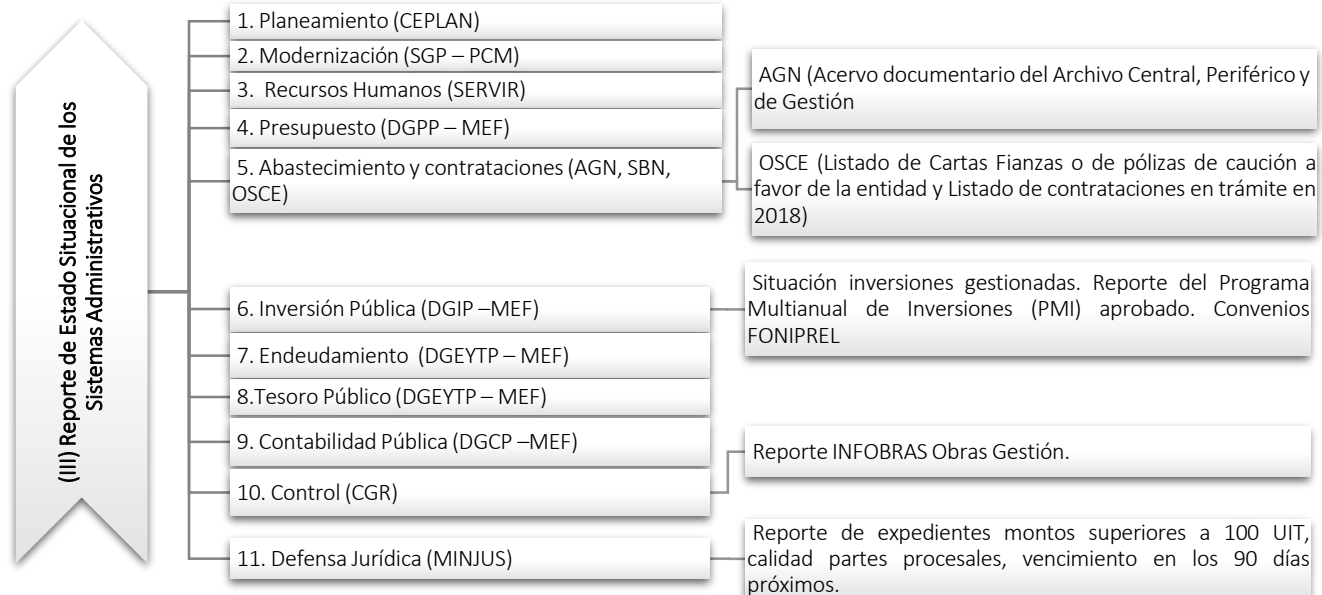 (III) Reporte de Estado Situacional de los
Sistemas Administrativos
1. Planeamiento (CEPLAN)
2. Modernización (SGP – PCM)
3. Recursos Humanos (SERVIR)
4. Presupuesto (DGPP – MEF)
5. Abastecimiento y contrataciones (AGN, SBN,
OSCE)
AGN (Acervo documentario del Archivo Central, Periférico y
de Gestión
OSCE (Listado de Cartas Fianzas o de pólizas de caución a
favor de la entidad y Listado de contrataciones en trámite en
2018)
6. Inversión Pública (DGIP –MEF)
Situación inversiones gestionadas. Reporte del Programa
Multianual de Inversiones (PMI) aprobado. Convenios
FONIPREL
7. Endeudamiento (DGEYTP – MEF)
8.Tesoro Público (DGEYTP – MEF)
9. Contabilidad Pública (DGCP –MEF)
10. Control (CGR)
Reporte INFOBRAS Obras Gestión.
11. Defensa Jurídica (MINJUS)
Reporte de expedientes montos superiores a 100 UIT,
calidad partes procesales, vencimiento en los 90 días
próximos.